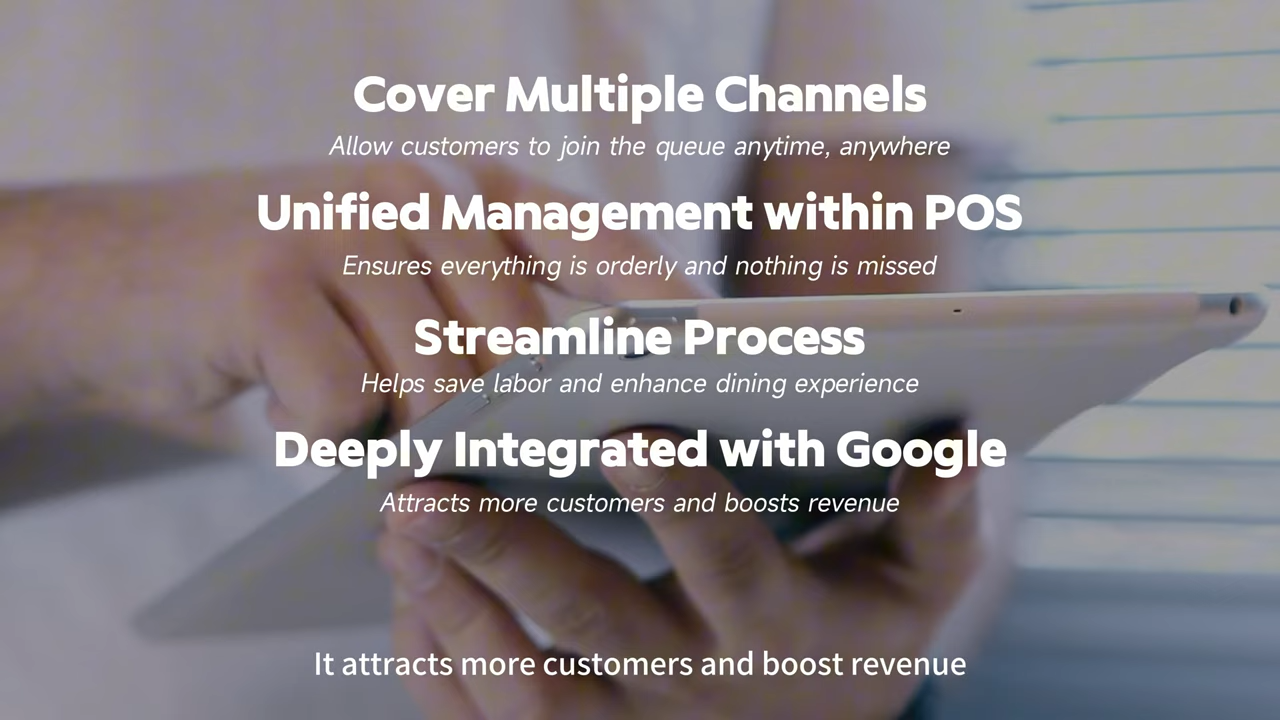 Cover Multiple Channels
Allow customers to join the queue anytime, anywhere
Unified Management within POS
Ensures everything is orderly and nothing is missed
Streamline Process
Helps save labor and enhance dining experience
Deeply Integrated with Google
Attracts more customers and boosts revenue
It attracts more customers and boost revenue